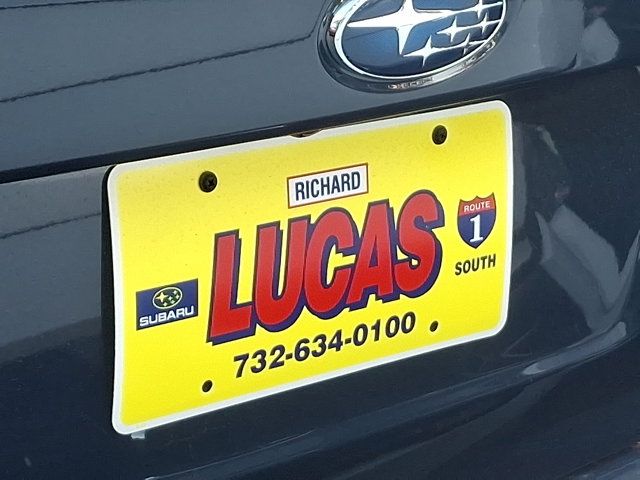 RICHARD
LUCAS
ROUTE
1
SOUTH
SUBARU
732-634-0100